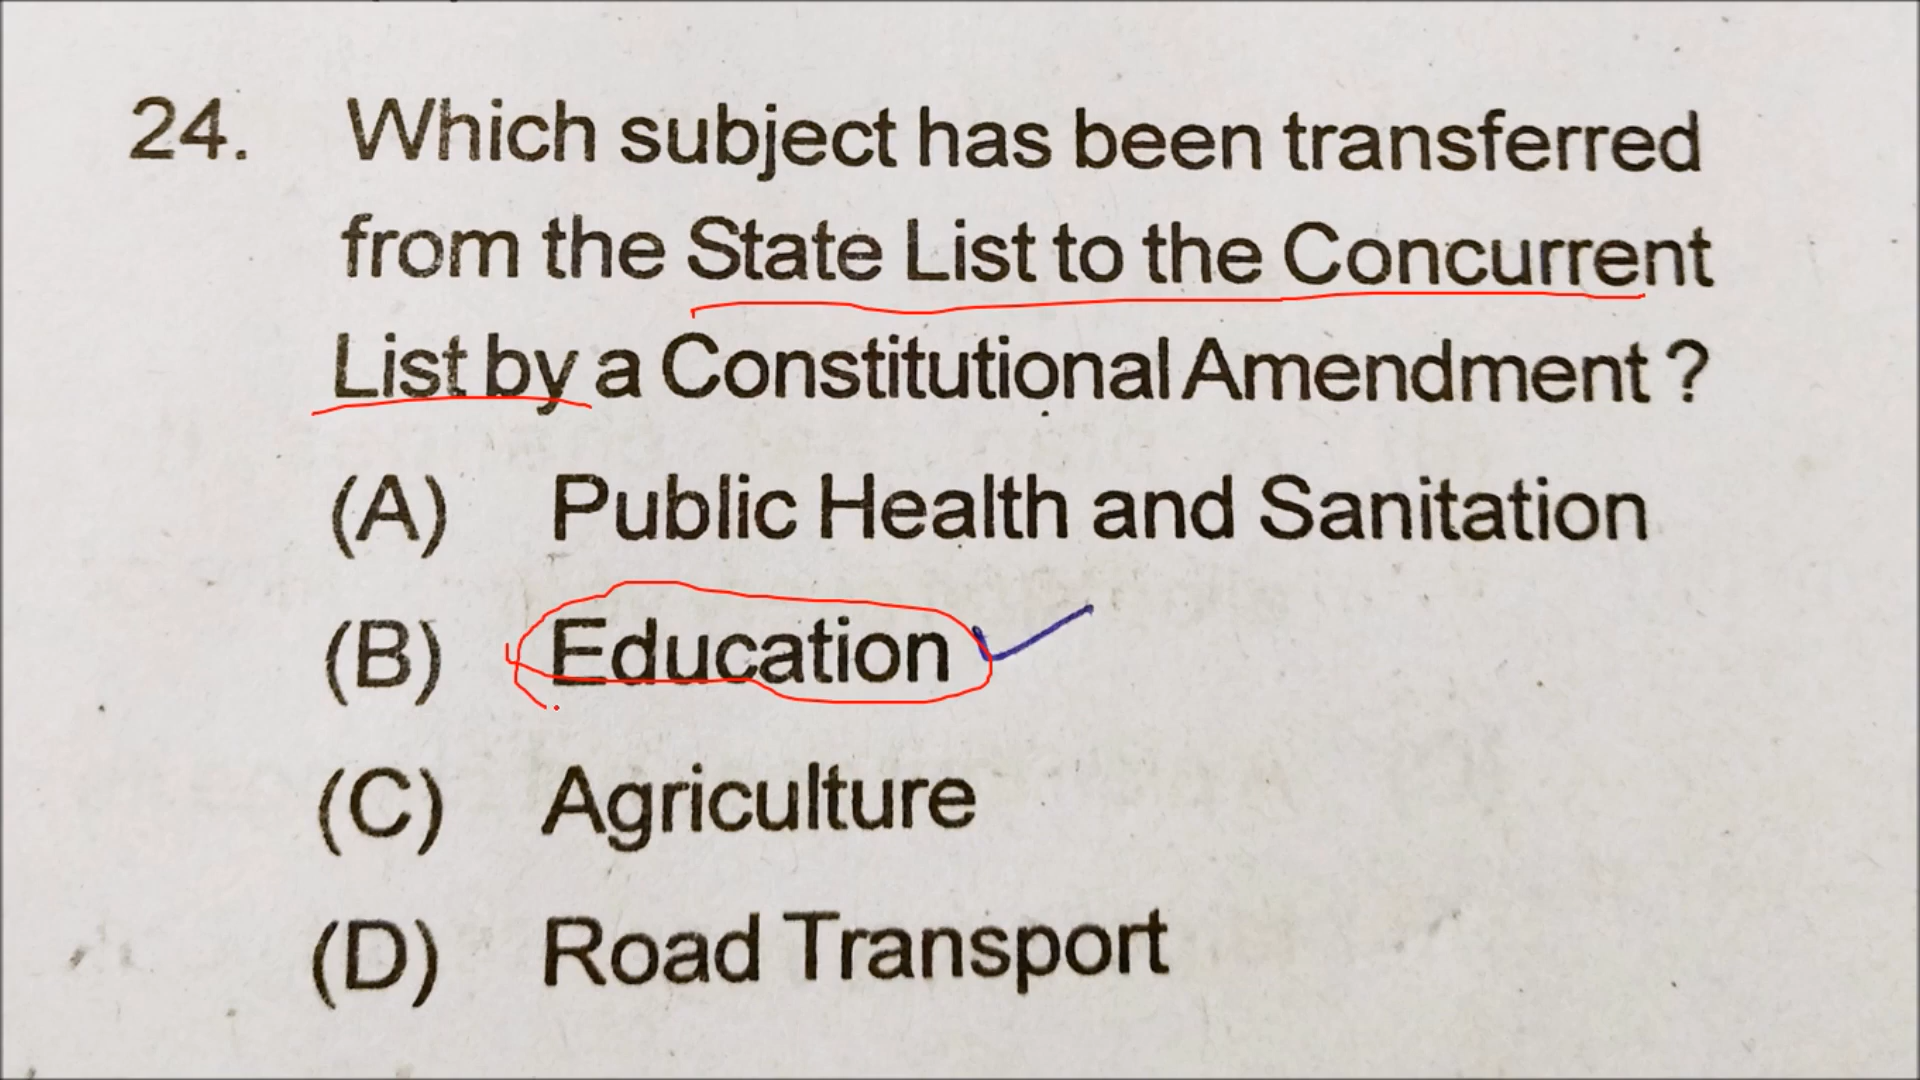 24. Which subject has been transferred
from the State List to the Concurrent
List by a Constitutional Amendment ?
(A) Public Health and Sanitation
(B) Education
(C) Agriculture
(D) Road Transport